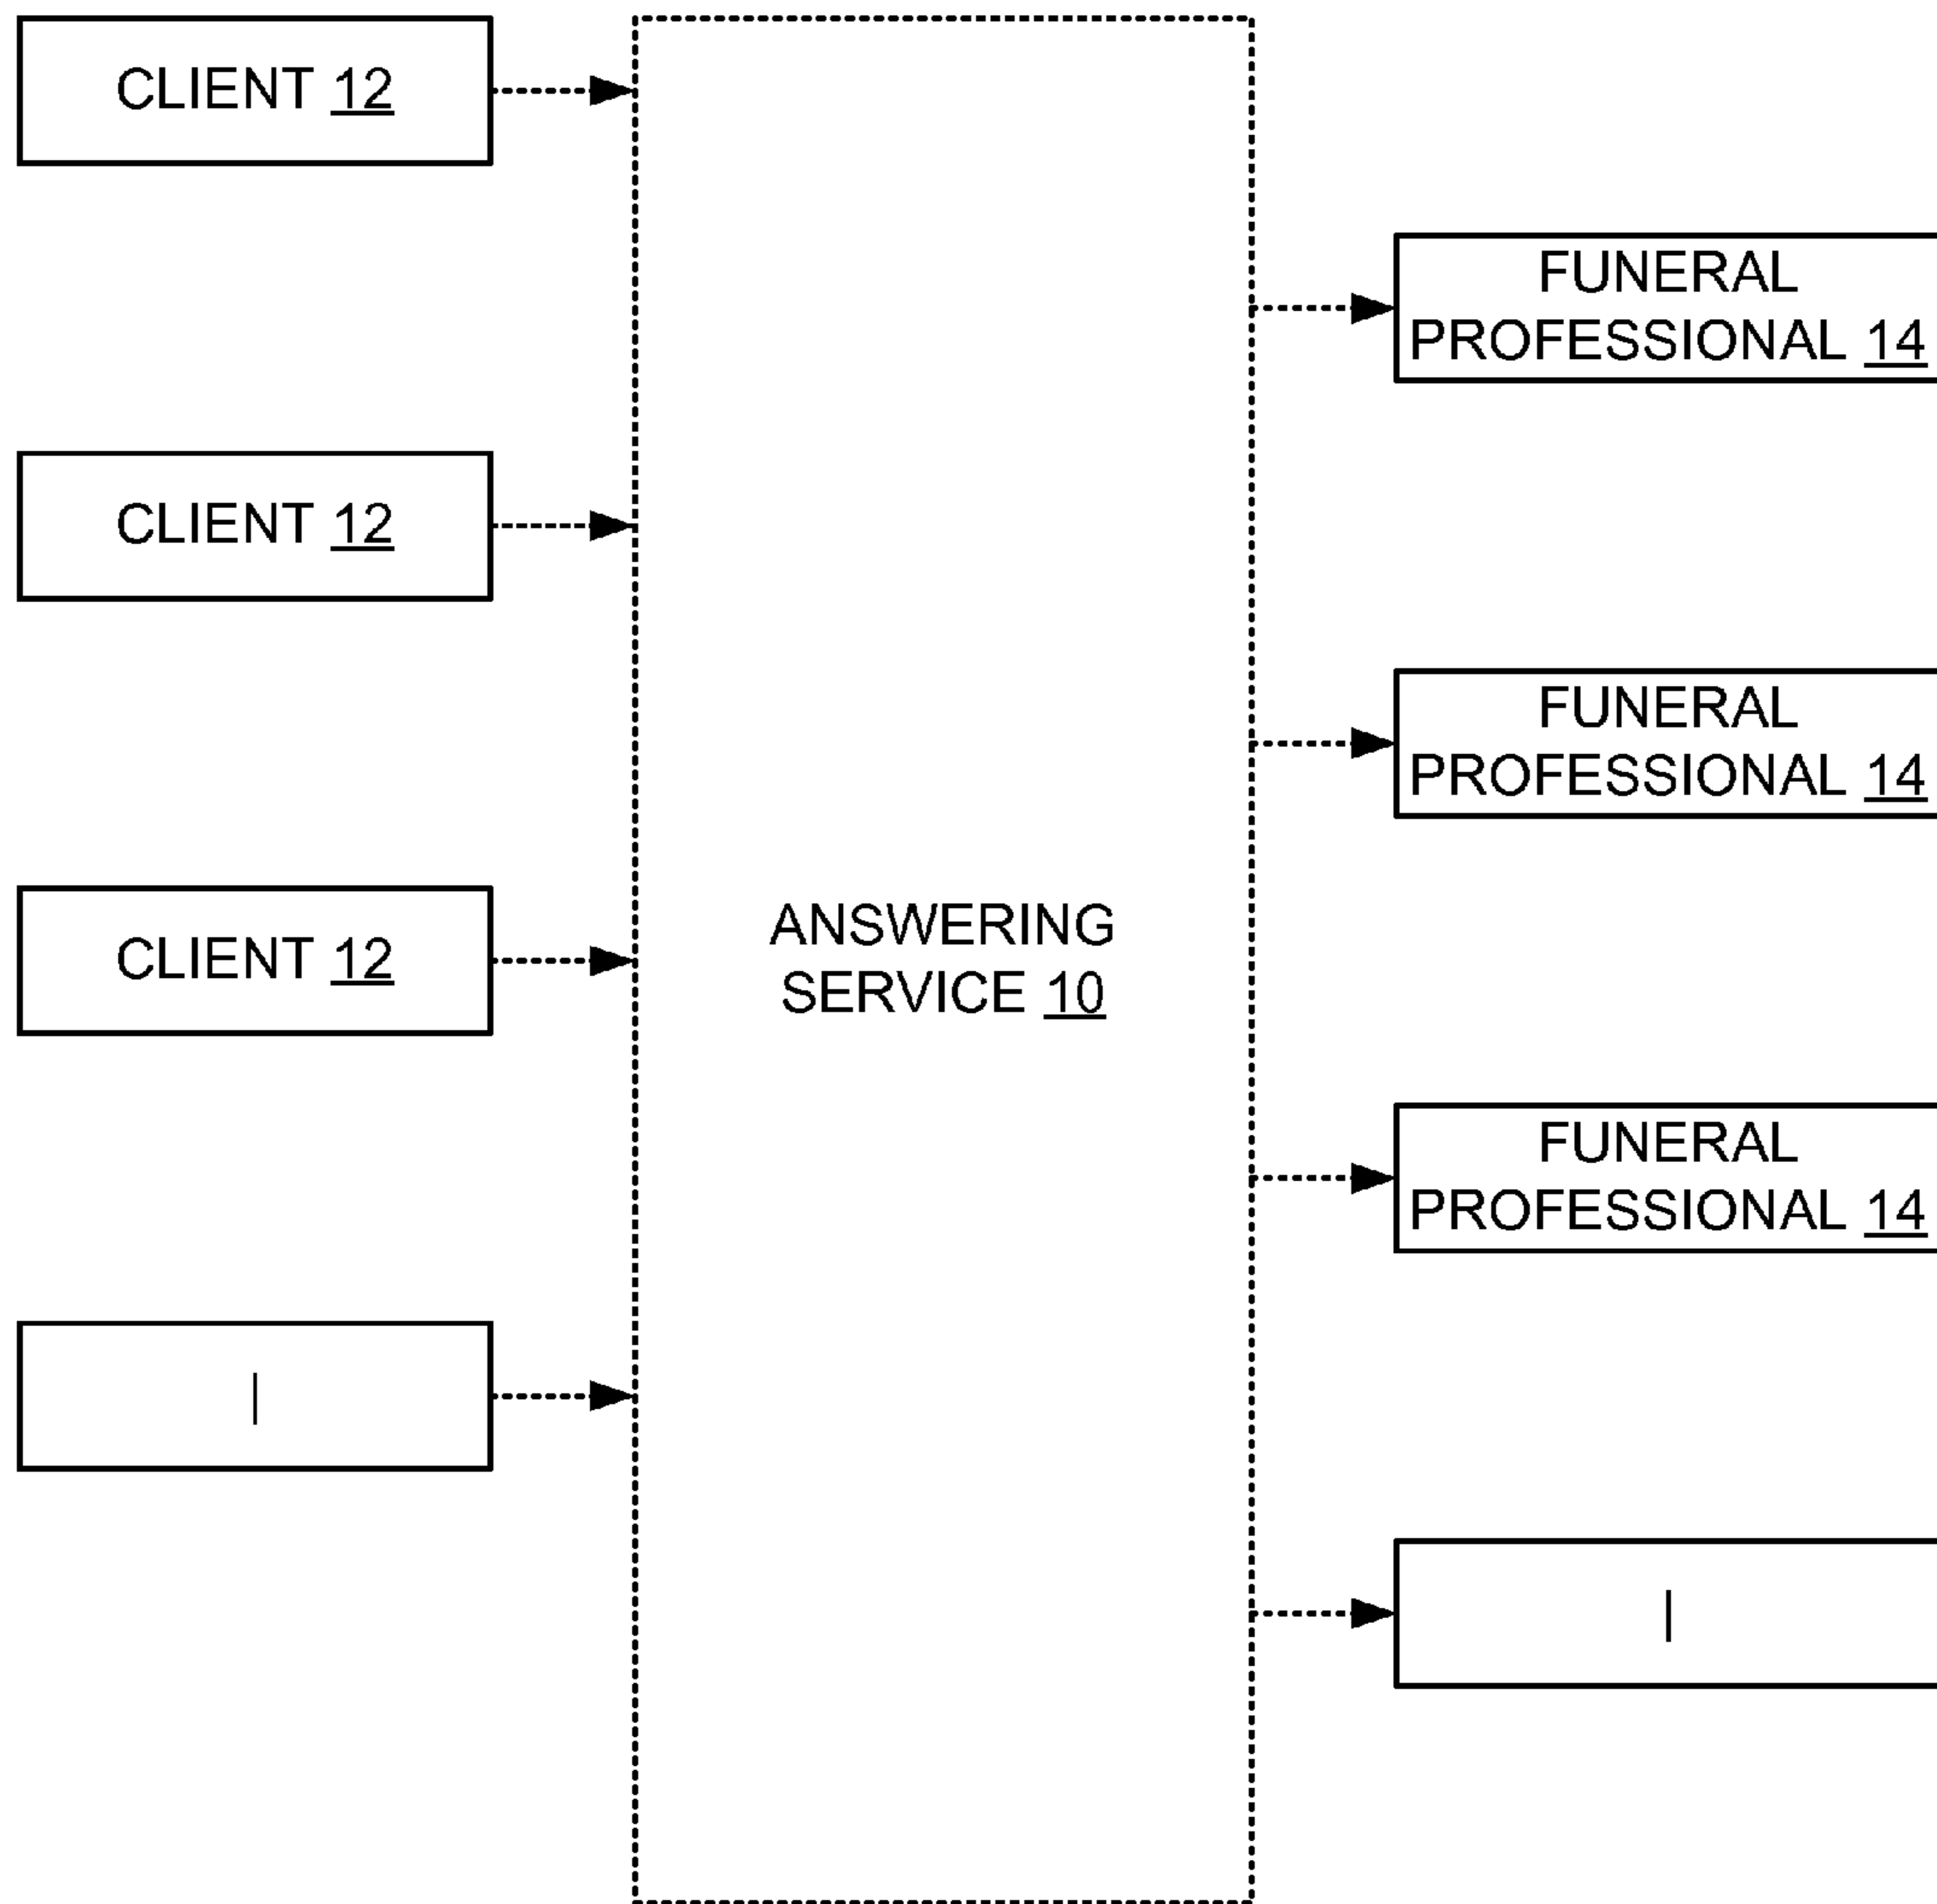 CLIENT 12
FUNERAL
PROFESSIONAL 14
CLIENT 12
FUNERAL
PROFESSIONAL 14
CLIENT 12
ANSWERING
SERVICE 10
FUNERAL
PROFESSIONAL 14
|
|